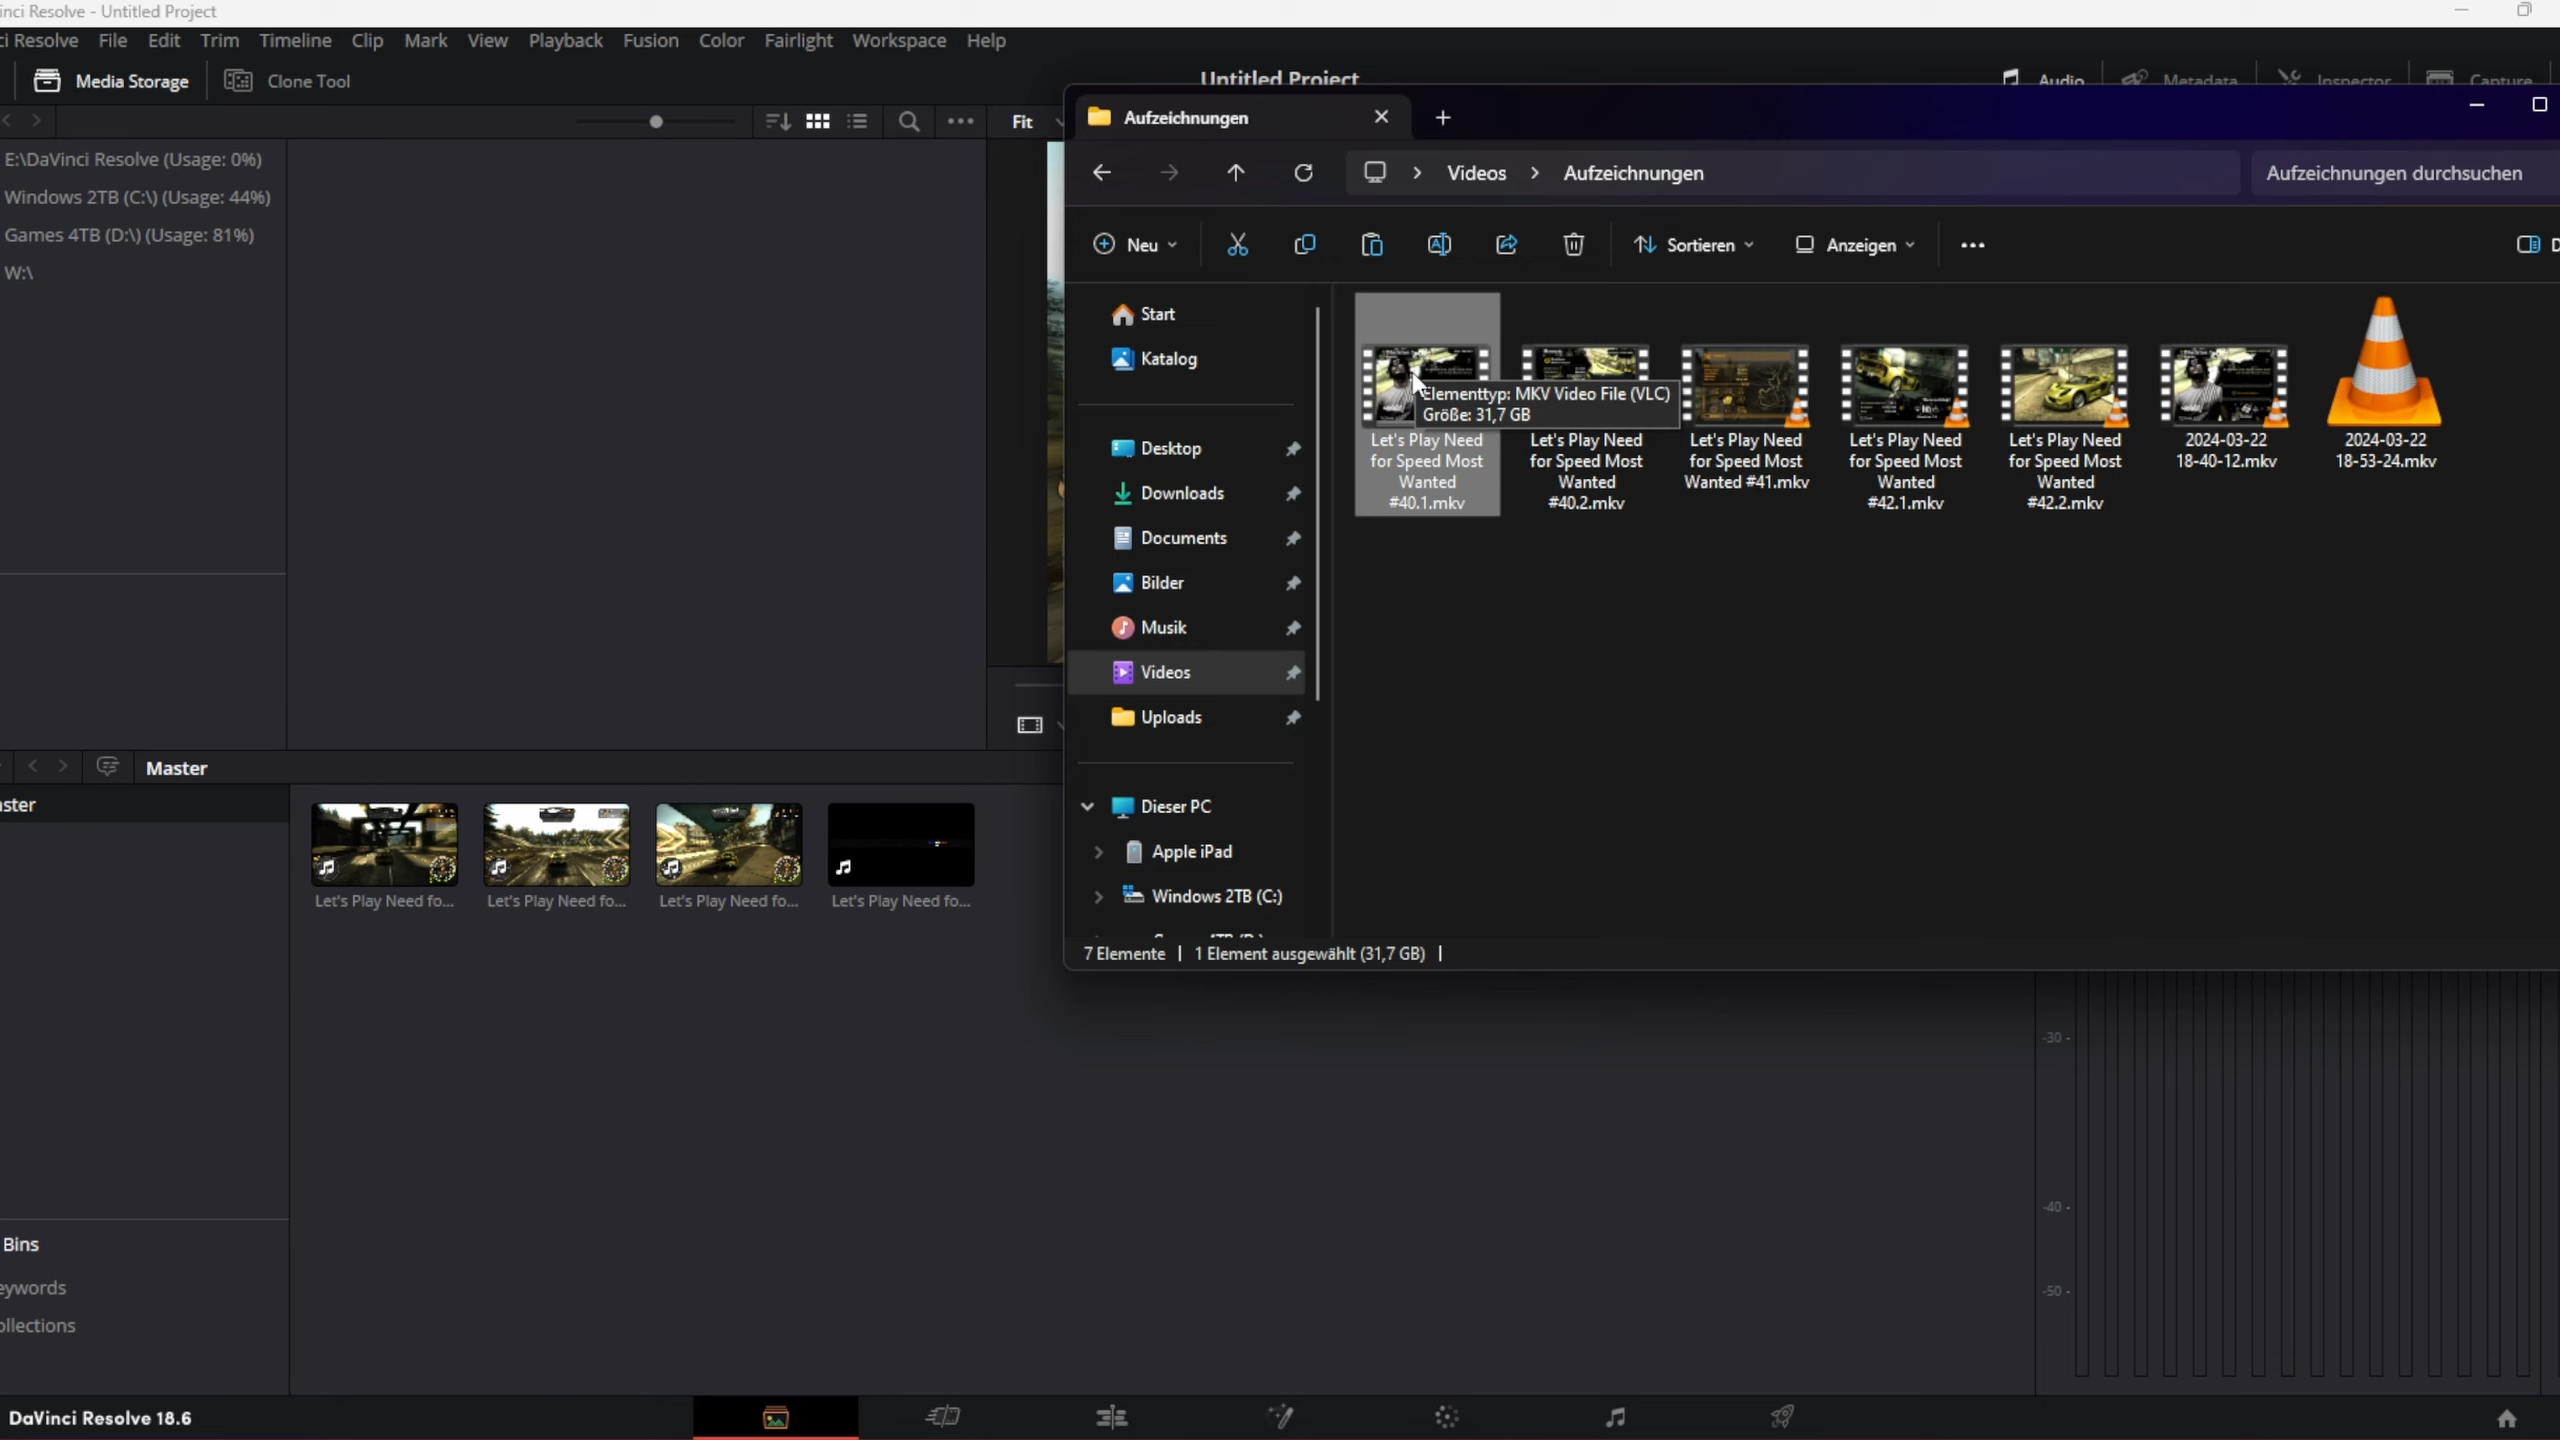 inci Resolve - Untitled Project
ci Resolve File Edit Trim Timeline Clip Mark View Playback Fusion Color Fairlight Workspace Help
Media Storage Clone Tool Untitled Project Audio Metadata Inspector Capture
Fit
E:\DaVinci Resolve (Usage: 0%)
Windows 2TB (C:\) (Usage: 44%)
Games 4TB (D:\) (Usage: 81%)
W:\
Aufzeichnungen
Videos Aufzeichnungen
Aufzeichnungen durchsuchen
Neu Sortieren Anzeigen D
Start
Katalog
Desktop
Downloads
Documents
Bilder
Musik
Videos
Uploads
Dieser PC
Apple iPad
Windows 2TB (C:)
Elementtyp: MKV Video File (VLC)
Größe: 31,7 GB
Let's Play Need
for Speed Most
Wanted
#40.1.mkv
Let's Play Need
for Speed Most
Wanted
#40.2.mkv
Let's Play Need
for Speed Most
Wanted #41.mkv
Let's Play Need
for Speed Most
Wanted
#42.1.mkv
Let's Play Need
for Speed Most
Wanted
#42.2.mkv
2024-03-22
18-40-12.mkv
2024-03-22
18-53-24.mkv
7 Elemente 1 Element ausgewählt (31,7 GB)
Master
aster
Let's Play Need fo...
Let's Play Need fo...
Let's Play Need fo...
Let's Play Need fo...
-30 -
-40 -
-50 -
Bins
eywords
ollections
DaVinci Resolve 18.6